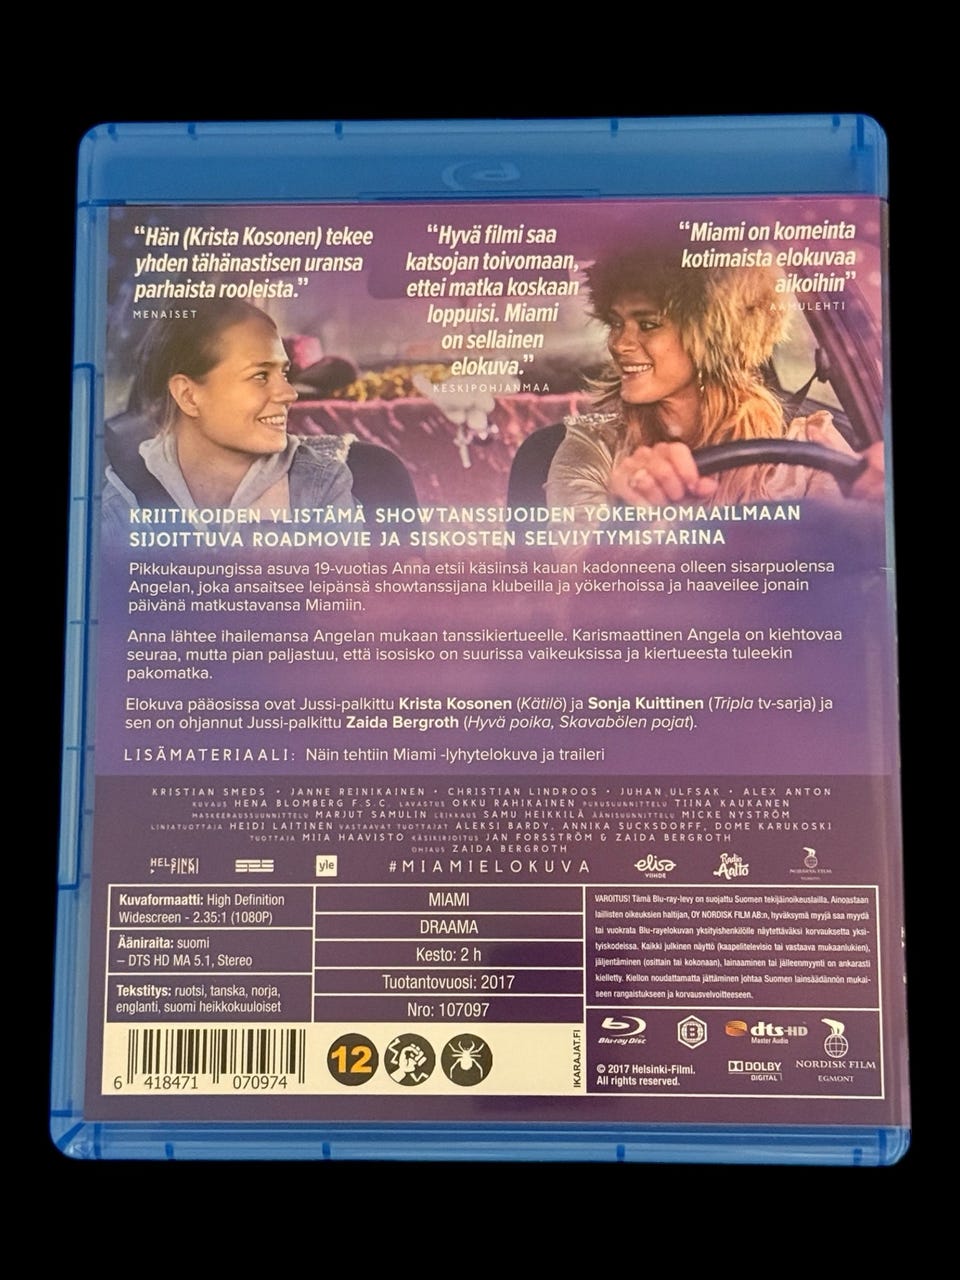 “Hän (Krista Kosonen) tekee
yhden tähänastisen uransa
parhaista rooleista.”
MENAISET
“Hyvä filmi saa
katsojan toivomaan,
ettei matka koskaan
loppuisi. Miami
on sellainen
elokuva.”
KESKIPOHJANMAA
“Miami on komeinta
kotimaista elokuvaa
aikoihin”
AAMULEHTI
KRIITIKOIDEN YLISTÄMÄ SHOWTANSSIJOIDEN YÖKERHOMAAILMAAN
SIJOITTUVA ROADMOVIE JA SISKOSTEN SELVIYTYMISTARINA
Pikkukaupungissa asuva 19-vuotias Anna etsii käsiinsä kauan kadonneena olleen sisarpuolensa
Angelan, joka ansaitsee leipänsä showtanssijana klubeilla ja yökerhoissa ja haaveilee jonain
päivänä matkustavansa Miamiin.
Anna lähtee ihailemansa Angelan mukaan tanssikiertueelle. Karismaattinen Angela on kiehtovaa
seuraa, mutta pian paljastuu, että isosisko on suurissa vaikeuksissa ja kiertueesta tuleekin
pakomatka.
Elokuva pääosissa ovat Jussi-palkittu Krista Kosonen (Kätilö) ja Sonja Kuittinen (Tripla tv-sarja) ja
sen on ohjannut Jussi-palkittu Zaida Bergroth (Hyvä poika, Skavabölen pojat).
LISÄMATERIAALI: Näin tehtiin Miami -lyhytelokuva ja traileri
KRISTIAN SMEDS • JANNE REINIKAINEN • CHRISTIAN LINDROOS • JUHAN ULFSAK • ALEX ANTON
KUVAUS HENA BLOMBERG F.S.C. LAVASTUS OKKU RAHIKAINEN PUKUSUUNNITTELU TIINA KAUKANEN
MASKEERAUSSUUNNITTELU MARJUT SAMULIN LEIKKAUS SAMU HEIKKILÄ ÄÄNISUUNNITTELU MICKE NYSTRÖM
LINJATUOTTAJA HEIDI LAITINEN VASTAAVAT TUOTTAJAT ALEKSI BARDY, ANNIKA SUCKSDORFF, DOME KARUKOSKI
TUOTTAJA MIIA HAAVISTO KÄSIKIRJOITUS JAN FORSSTRÖM & ZAIDA BERGROTH
OHJAUS ZAIDA BERGROTH
HELSINKI
FILMI
yle
#MIAMIELOKUVA
elisa
VIIHDE
Radio
Aalto
NORDISK FILM
Kuvaformaatti: High Definition
Widescreen - 2.35:1 (1080P)
Ääniraita: suomi
– DTS HD MA 5.1, Stereo
Tekstitys: ruotsi, tanska, norja,
englanti, suomi heikkokuuloiset
MIAMI
DRAAMA
Kesto: 2 h
Tuotantovuosi: 2017
Nro: 107097
VAROITUS! Tämä Blu-ray-levy on suojattu Suomen tekijäinoikeuslailla. Ainoastaan
laillisten oikeuksien haltijan, OY NORDISK FILM AB:n, hyväksymä myyjä saa myydä
tai vuokrata Blu-rayelokuvan yksityishenkilölle näytettäväksi korvauksetta yksi-
tyiskodeissa. Kaikki julkinen näyttö (kaapelitelevisio tai vastaava mukaanlukien),
jäljentäminen (osittain tai kokonaan), lainaaminen tai jälleenmyynti on ankarasti
kielletty. Kiellon noudattamatta jättäminen johtaa Suomen lainsäädännön mukai-
seen rangaistukseen ja korvausvelvoitteeseen.
6 418471 070974
12
IKARAJAT.FI
Blu-ray Disc
B
dts-HD
Master Audio
DOLBY
DIGITAL
NORDISK FILM
EGMONT
© 2017 Helsinki-Filmi.
All rights reserved.